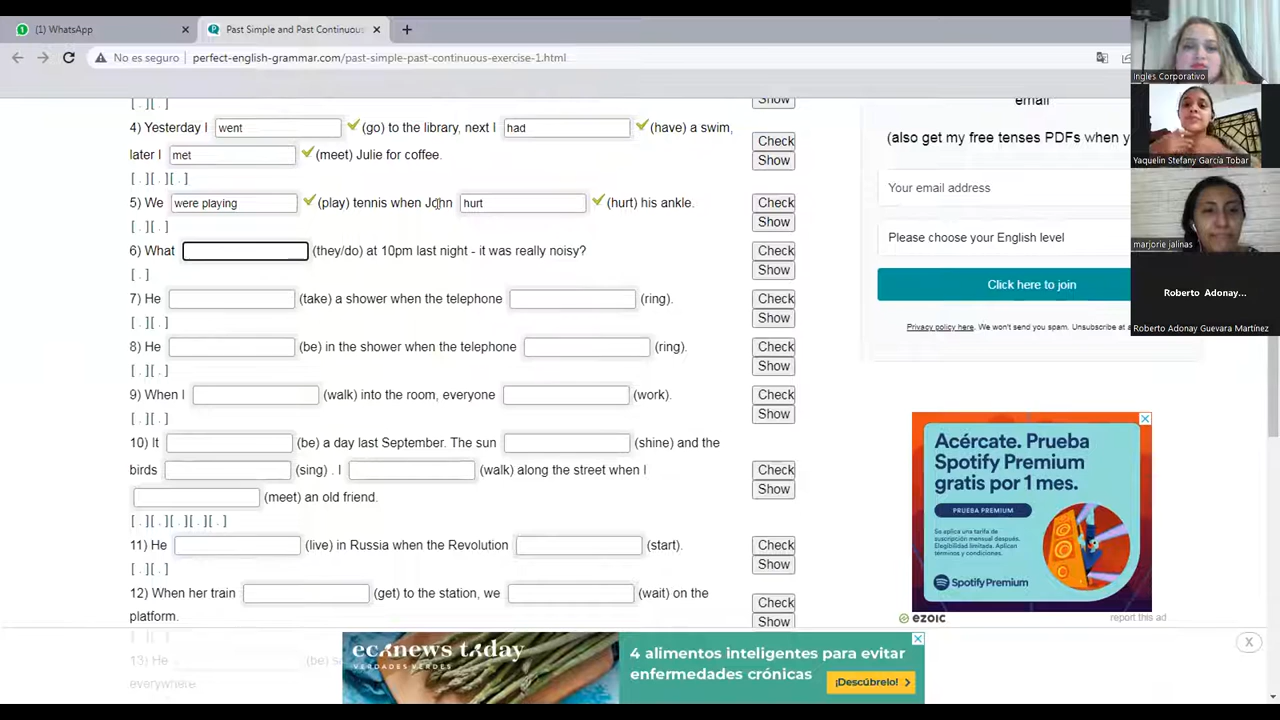 (1) WhatsApp
Past Simple and Past Continuous
No es seguro
perfect-english-grammar.com/past-simple-past-continuous-exercise-1.html
[ . ][ . ]
Show
4) Yesterday I went (go) to the library, next I had (have) a swim,
later I met (meet) Julie for coffee.
Check
Show
[ . ][ . ][ . ]
5) We were playing (play) tennis when John hurt (hurt) his ankle.
Check
Show
[ . ][ . ]
6) What (they/do) at 10pm last night - it was really noisy?
Check
Show
[ . ]
7) He (take) a shower when the telephone (ring).
Check
Show
[ . ][ . ]
8) He (be) in the shower when the telephone (ring).
Check
Show
[ . ][ . ]
9) When I (walk) into the room, everyone (work).
Check
Show
[ . ][ . ]
10) It (be) a day last September. The sun (shine) and the
birds (sing) . I (walk) along the street when I
(meet) an old friend.
Check
Show
[ . ][ . ][ . ][ . ][ . ]
11) He (live) in Russia when the Revolution (start).
Check
Show
[ . ][ . ]
12) When her train (get) to the station, we (wait) on the
platform.
Check
Show
13) He (be)
everywhere
email
(also get my free tenses PDFs when y
Your email address
Please choose your English level
Click here to join
Privacy policy here. We won't send you spam. Unsubscribe at a
Acércate. Prueba
Spotify Premium
gratis por 1 mes.
PRUEBA PREMIUM
Spotify Premium
ezoic
report this ad
econews today
VERDADES VERDES
4 alimentos inteligentes para evitar
enfermedades crónicas
¡Descúbrelo!
X
ingles Corporativo
Yaquelin Stefany García Tobar
marjorie jalinas
Roberto Adonay...
Roberto Adonay Guevara Martínez